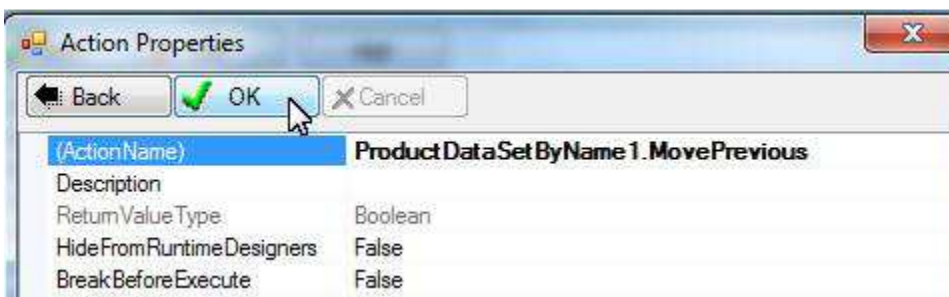 Action Properties
Back OK Cancel
(ActionName) ProductDataSetByName1.MovePrevious
Description
ReturnValueType Boolean
HideFromRuntimeDesigners False
BreakBeforeExecute False